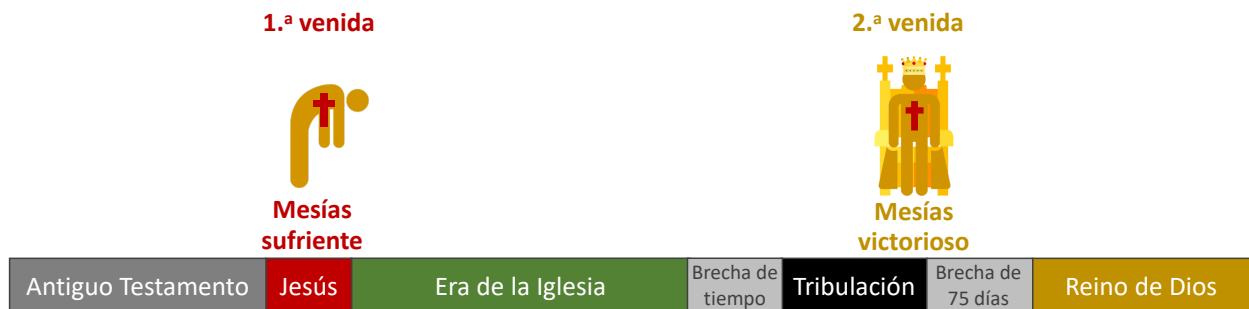 1.ª venida
2.ª venida
Mesías
sufriente
Mesías
victorioso
Antiguo Testamento
Jesús
Era de la Iglesia
Brecha de
tiempo
Tribulación
Brecha de
75 días
Reino de Dios